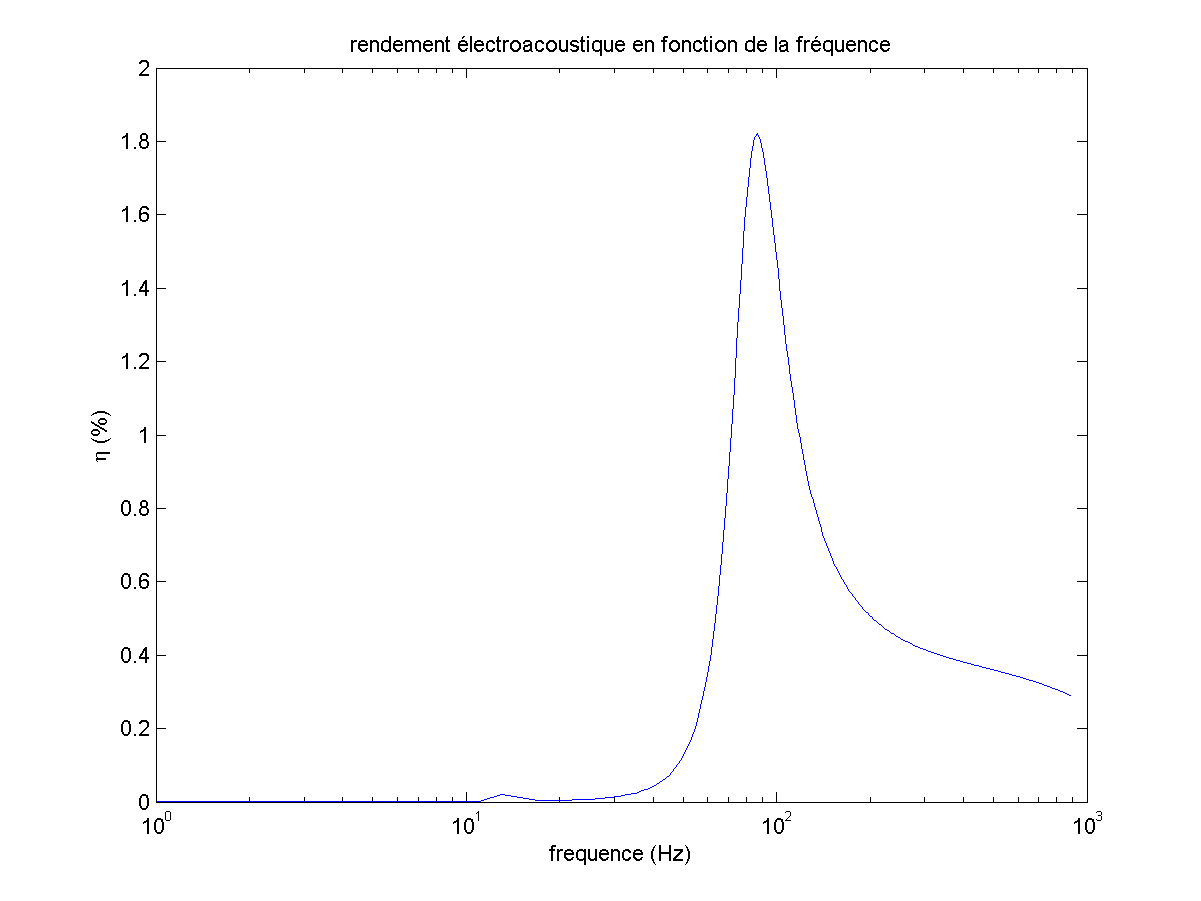 rendement électroacoustique en fonction de la fréquence
2
1.8
1.6
1.4
1.2
1
0.8
0.6
0.4
0.2
0
η (%)
10^0 10^1 10^2 10^3
frequence (Hz)